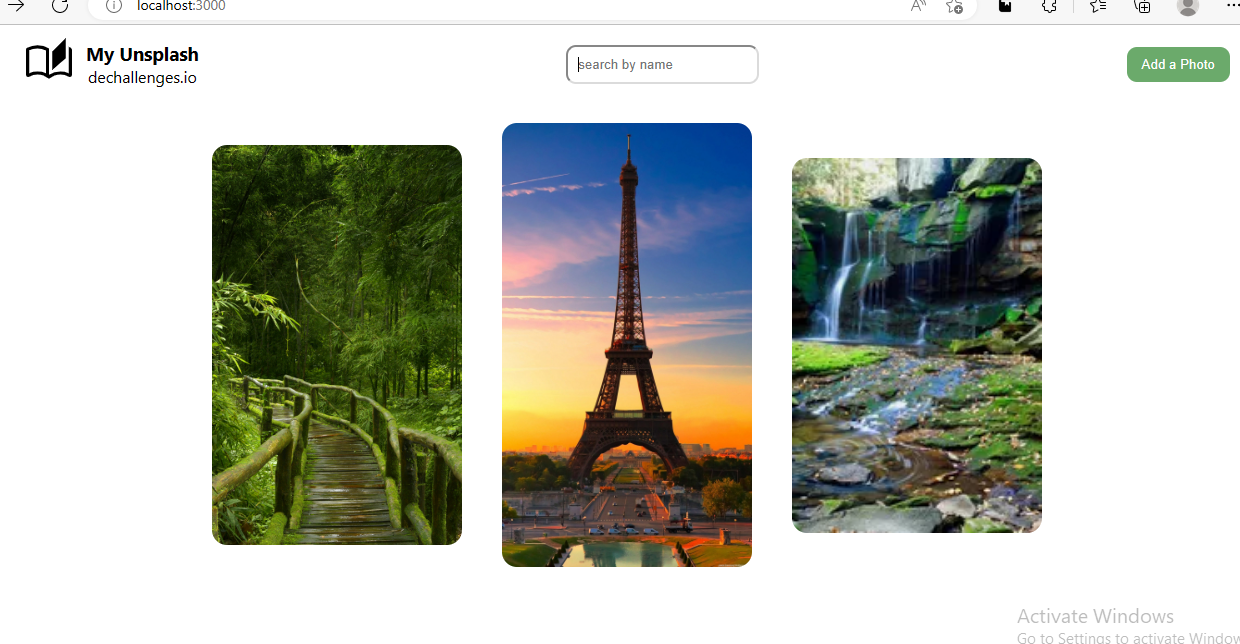 localhost:3000
My Unsplash
dechallenges.io
search by name
Add a Photo
Activate Windows
Go to Settings to activate Window